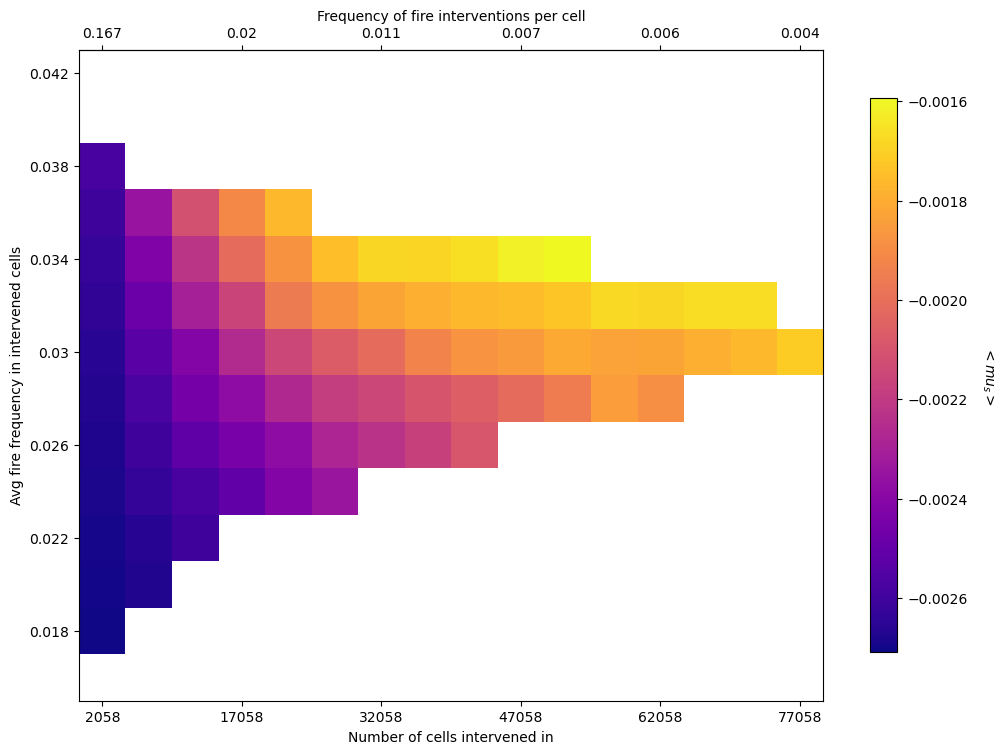 Frequency of fire interventions per cell
0.167 0.02 0.011 0.007 0.006 0.004
Avg fire frequency in intervened cells
0.042
0.038
0.034
0.03
0.026
0.022
0.018
2058 17058 32058 47058 62058 77058
Number of cells intervened in
−0.0016
−0.0018
−0.0020
−0.0022
−0.0024
−0.0026
< mu_s >